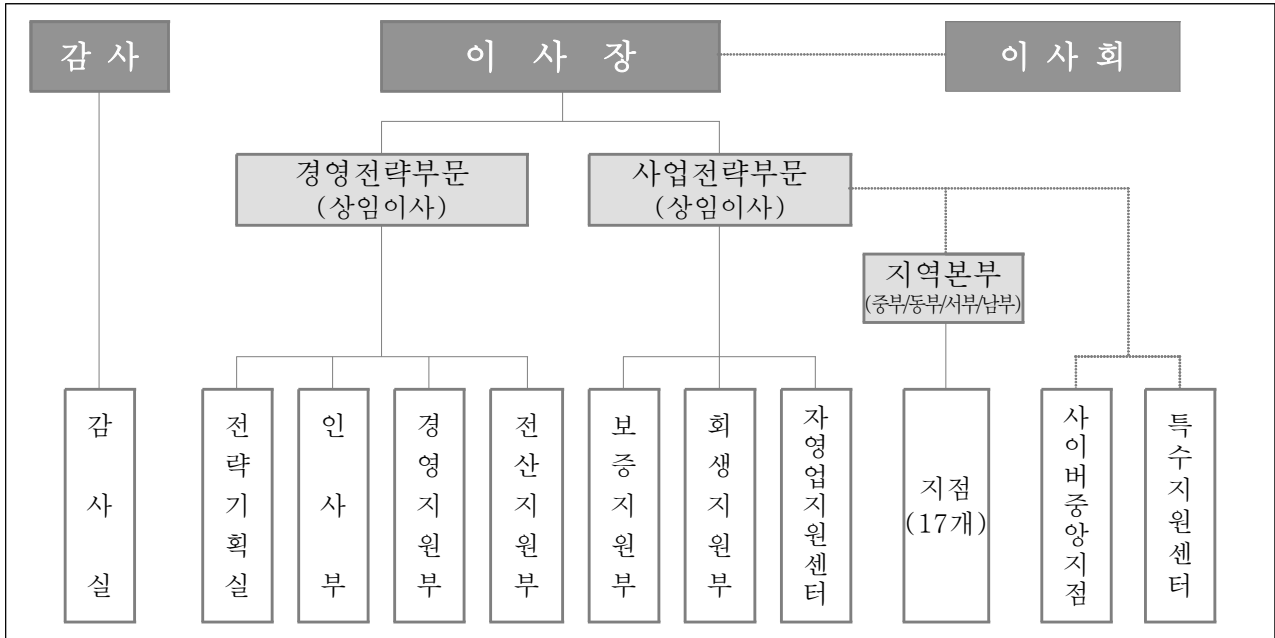 감 사
이 사 장
이 사 회
경영전략부문
(상임이사)
사업전략부문
(상임이사)
지역본부
(중부/동부/서부/남부)
감사실
전략기획실
인사부
경영지원부
전산지원부
보증지원부
회생지원부
자영업지원센터
지점
(17개)
사이버중앙지점
특수지원센터